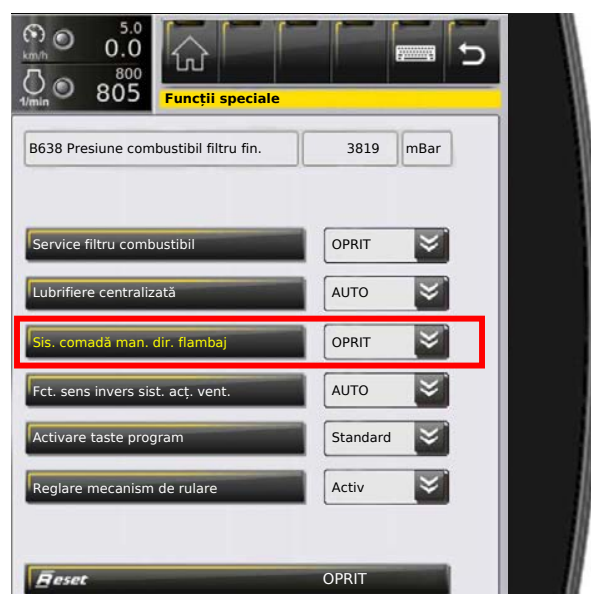 km/h
5.0
0.0
1/min
800
805
Funcții speciale
B638 Presiune combustibil filtru fin. 3819 mBar
Service filtru combustibil OPRIT
Lubrifiere centralizată AUTO
Sis. comadă man. dir. flambaj OPRIT
Fct. sens invers sist. acț. vent. AUTO
Activare taste program Standard
Reglare mecanism de rulare Activ
Reset OPRIT